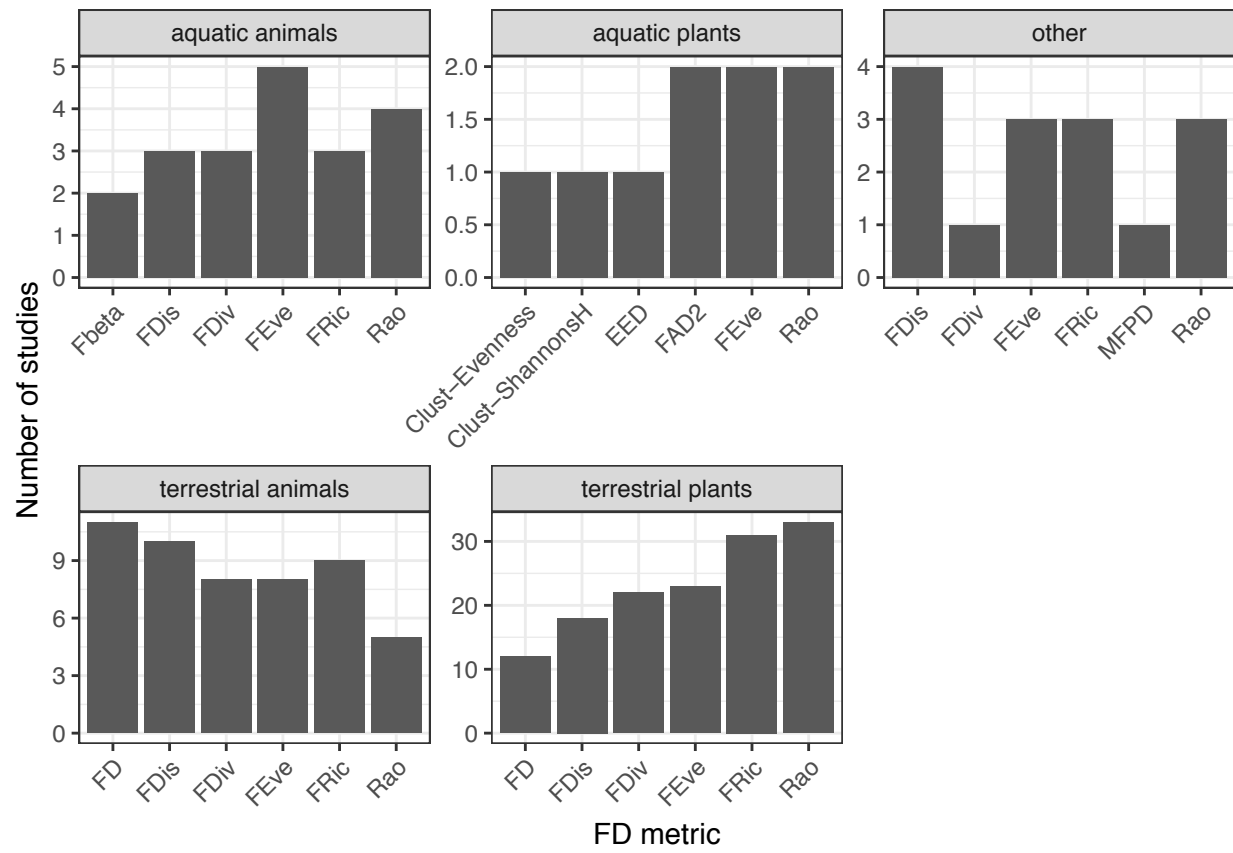 aquatic animals
aquatic plants
other
5
4
3
2
1
0
2.0
1.5
1.0
0.5
0.0
4
3
2
1
0
Fbeta
FDis
FDiv
FEve
FRic
Rao
Clust−Evenness
Clust−ShannonsH
EED
FAD2
FEve
Rao
FDis
FDiv
FEve
FRic
MFPD
Rao
Number of studies
terrestrial animals
terrestrial plants
9
6
3
0
30
20
10
0
FD
FDis
FDiv
FEve
FRic
Rao
FD
FDis
FDiv
FEve
FRic
Rao
FD metric